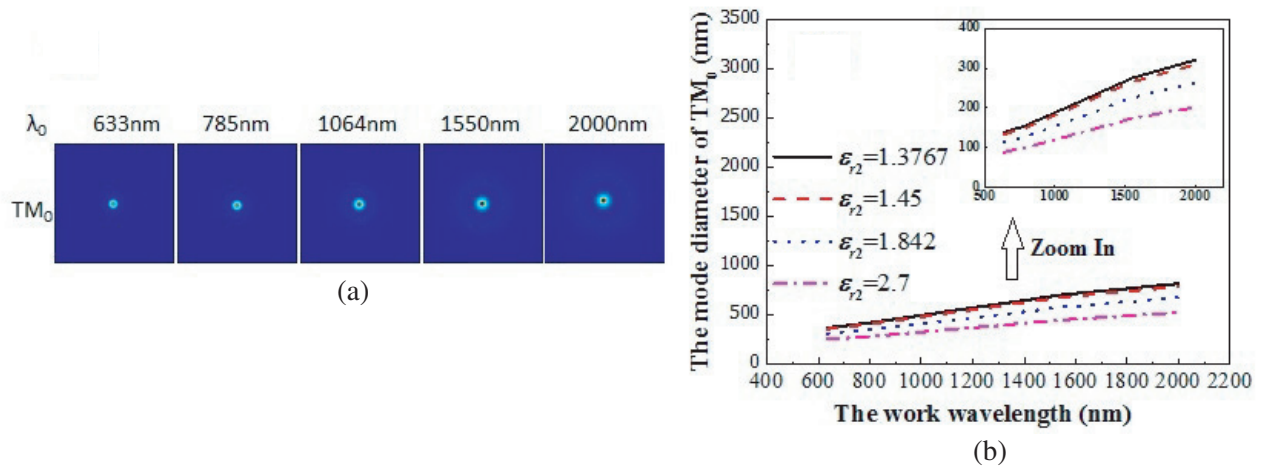 λ₀ 633nm 785nm 1064nm 1550nm 2000nm
TM₀
(a)
The mode diameter of TM₀ (nm)
3500
3000
2500
2000
1500
1000
500
0
400 600 800 1000 1200 1400 1600 1800 2000 2200
The work wavelength (nm)
εr2=1.3767
εr2=1.45
εr2=1.842
εr2=2.7
400
300
200
100
0
500 1000 1500 2000
Zoom In
(b)